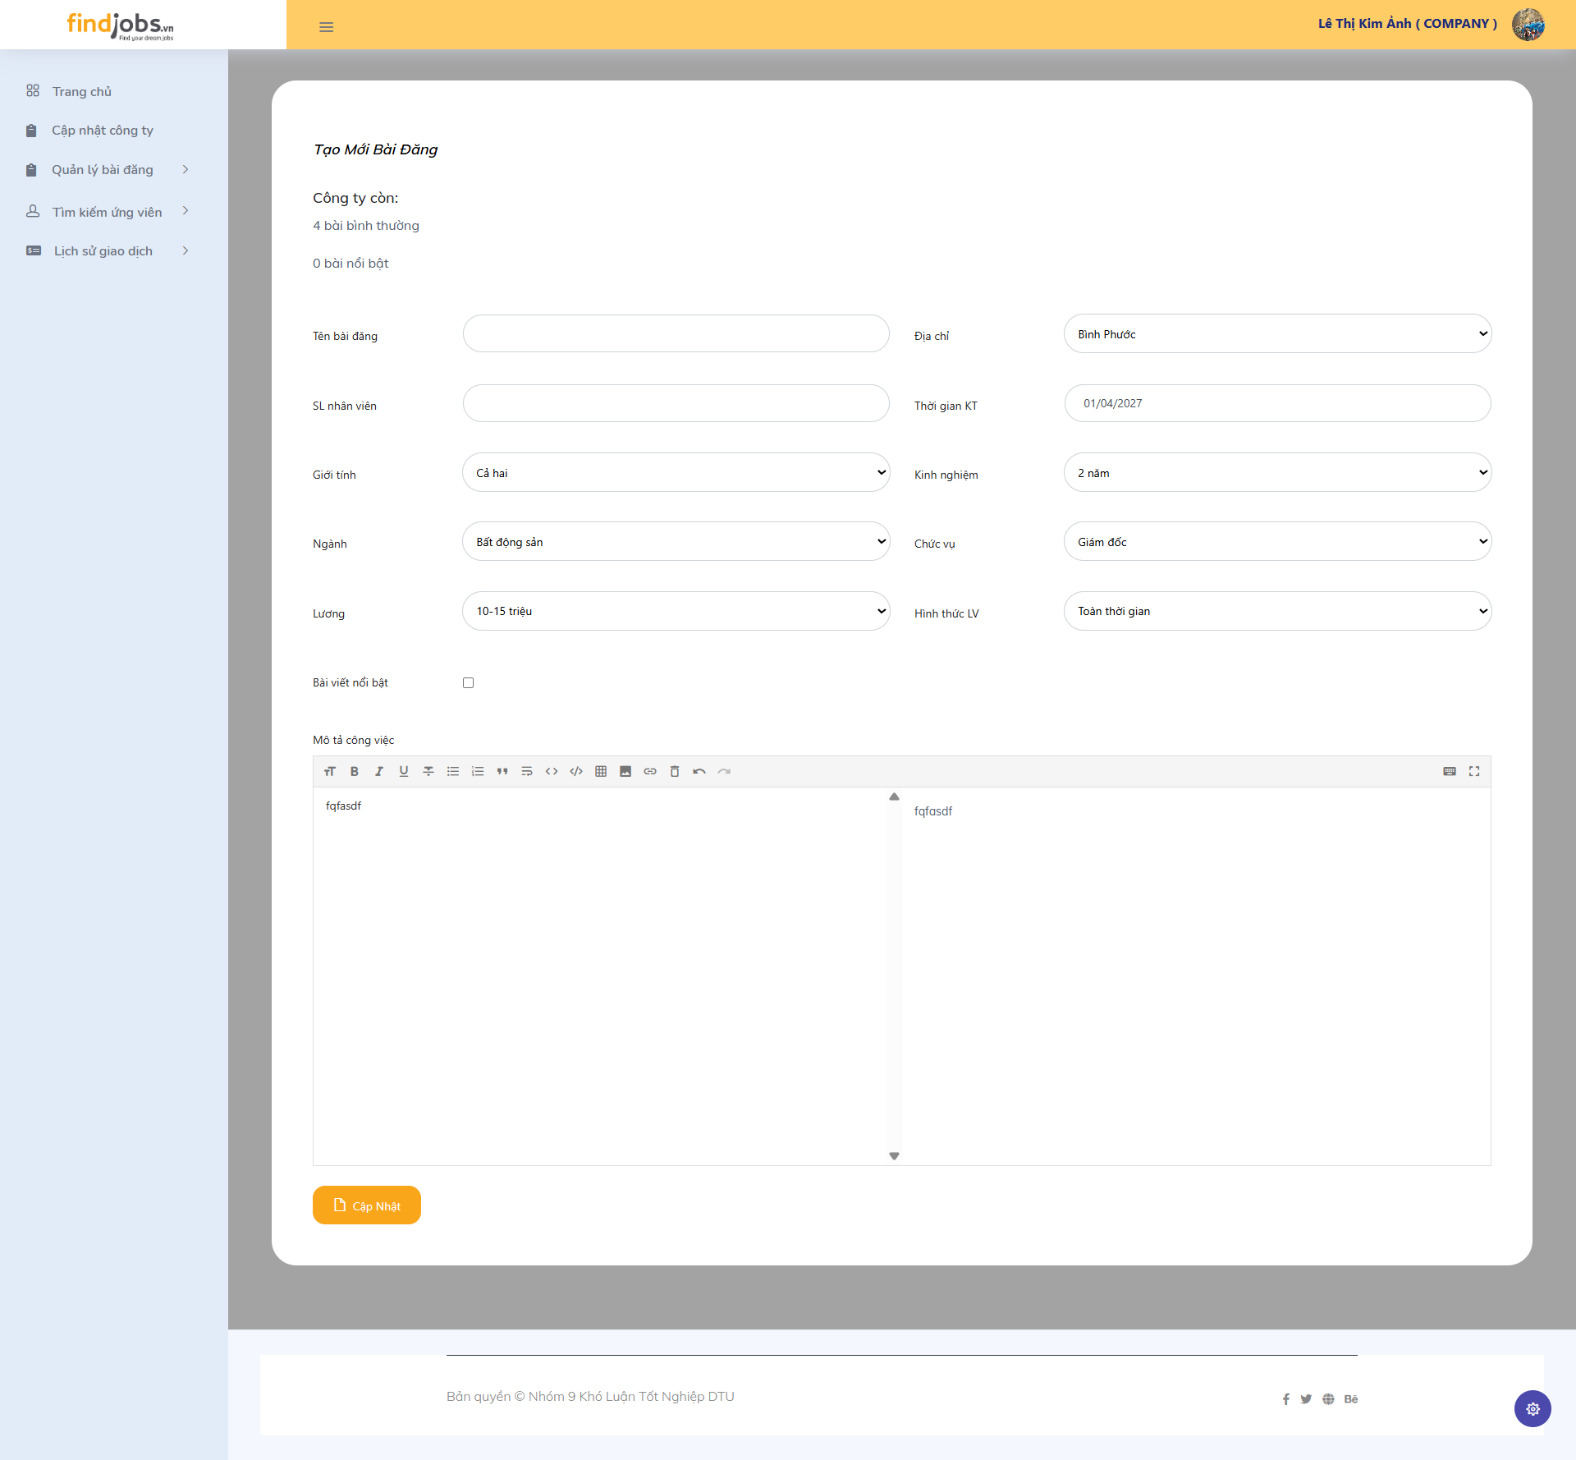 findjobs.vn
Find your dream jobs
Lê Thị Kim Ảnh ( COMPANY )
Trang chủ
Cập nhật công ty
Quản lý bài đăng
Tìm kiếm ứng viên
Lịch sử giao dịch
Tạo Mới Bài Đăng
Công ty còn:
4 bài bình thường
0 bài nổi bật
Tên bài đăng
Địa chỉ
Bình Phước
SL nhân viên
Thời gian KT
01/04/2027
Giới tính
Cả hai
Kinh nghiệm
2 năm
Ngành
Bất động sản
Chức vụ
Giám đốc
Lương
10-15 triệu
Hình thức LV
Toàn thời gian
Bài viết nổi bật
Mô tả công việc
fqfasdf
fqfasdf
Cập Nhật
Bản quyền © Nhóm 9 Khó Luận Tốt Nghiệp DTU